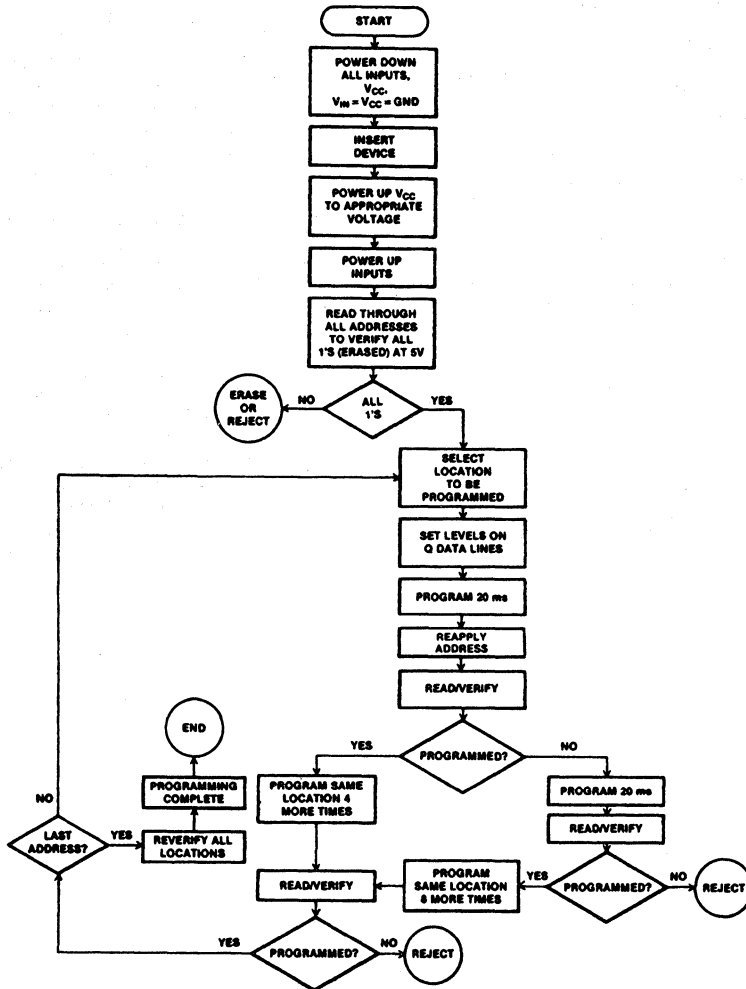 START
POWER DOWN
ALL INPUTS,
VCC,
VIN = VCC = GND
INSERT
DEVICE
POWER UP VCC
TO APPROPRIATE
VOLTAGE
POWER UP
INPUTS
READ THROUGH
ALL ADDRESSES
TO VERIFY ALL
1'S (ERASED) AT 5V
ERASE
OR
REJECT
NO
ALL
1'S
YES
SELECT
LOCATION
TO BE
PROGRAMMED
SET LEVELS ON
Q DATA LINES
PROGRAM 20 ms
REAPPLY
ADDRESS
READ/VERIFY
PROGRAMMED?
YES
NO
END
PROGRAMMING
COMPLETE
REVERIFY ALL
LOCATIONS
YES
LAST
ADDRESS?
NO
PROGRAM SAME
LOCATION 4
MORE TIMES
PROGRAM 20 ms
READ/VERIFY
PROGRAMMED?
NO
REJECT
YES
PROGRAM
SAME LOCATION
8 MORE TIMES
READ/VERIFY
PROGRAMMED?
YES
NO
REJECT